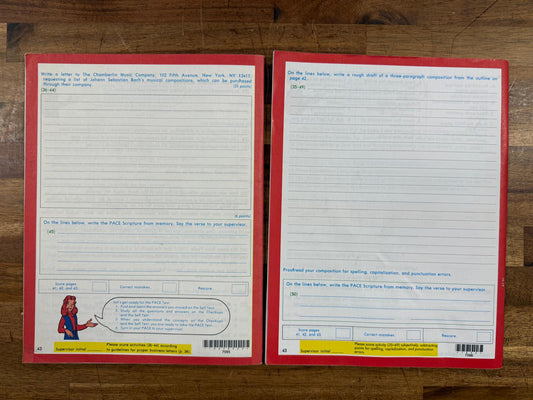 Write a letter to The Chamberlin Music Company, 102 Fifth Avenue, New York, NY 12411,
requesting a list of Johann Sebastian Bach's musical compositions, which can be purchased
through their company.
(25 points)
(26-44)
(6 points)
On the lines below, write the PACE Scripture from memory. Say the verse to your supervisor.
(45)
Score pages
41, 42, and 43.
Correct mistakes.
Rescore.
Let's get ready for the PACE Test.
1. Find and learn the answers you missed on the Self Test.
2. Study all the questions and answers on the Checkups
and the Self Test.
3. When you understand the concepts on the Checkups
and the Self Test, you are ready to take the PACE Test.
4. Turn in your PACE to your supervisor.
43
Supervisor initial
Please score activities (26-44) according
to guidelines for proper business letters (p. 36).
7095
On the lines below, write a rough draft of a three-paragraph composition from the outline on
page 42.
(35-49)
Proofread your composition for spelling, capitalization, and punctuation errors.
On the lines below, write the PACE Scripture from memory. Say the verse to your supervisor.
(50)
Score pages
41, 42, and 43.
Correct mistakes.
Rescore.
43
Supervisor initial
Please score activity (35-49) subjectively, subtracting
points for spelling, capitalization, and punctuation
errors.